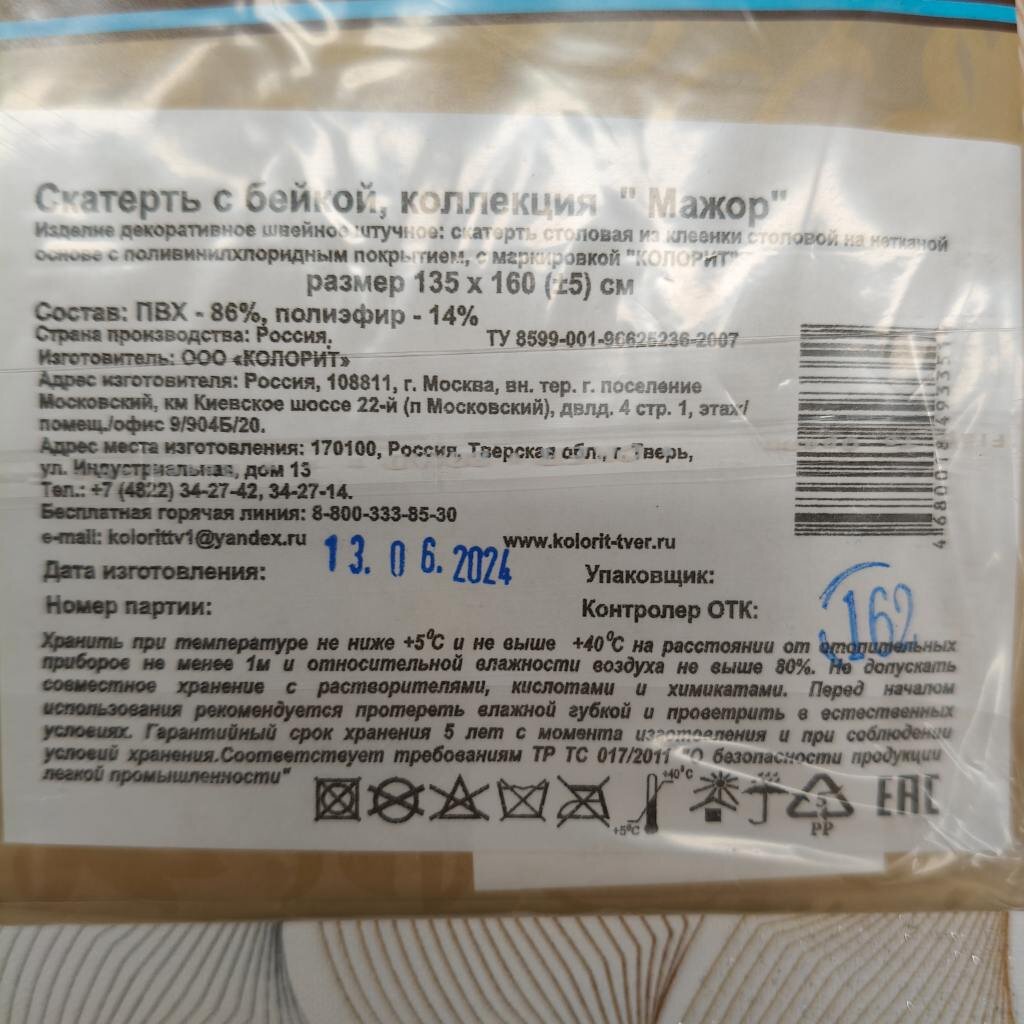 Скатерть с бейкой, коллекция " Мажор"
Изделие декоративное швейное штучное: скатерть столовая из клеенки столовой на нетканой
основе с поливинилхлоридным покрытием, с маркировкой "КОЛОРИТ"
размер 135 х 160 (±5) см
Состав: ПВХ - 86%, полиэфир - 14%
Страна производства: Россия. ТУ 8599-001-96625236-2007
Изготовитель: ООО «КОЛОРИТ»
Адрес изготовителя: Россия, 108811, г. Москва, вн. тер. г. поселение
Московский, км Киевское шоссе 22-й (п Московский), двлд. 4 стр. 1, этаж/
помещ./офис 9/904Б/20.
Адрес места изготовления: 170100, Россия, Тверская обл., г. Тверь,
ул. Индустриальная, дом 13
Тел.: +7 (4822) 34-27-42, 34-27-14.
Бесплатная горячая линия: 8-800-333-85-30
e-mail: kolorittv1@yandex.ru www.kolorit-tver.ru
Дата изготовления: 13.06.2024 Упаковщик:
Номер партии: Контролер ОТК: 162
Хранить при температуре не ниже +5⁰С и не выше +40⁰С на расстоянии от отопительных
приборов не менее 1м и относительной влажности воздуха не выше 80%. Не допускать
совместное хранение с растворителями, кислотами и химикатами. Перед началом
использования рекомендуется протереть влажной губкой и проветрить в естественных
условиях. Гарантийный срок хранения 5 лет с момента изготовления и при соблюдении
условий хранения.Соответствует требованиям ТР ТС 017/2011 "О безопасности продукции
легкой промышленности"
+5⁰С +40⁰С 5 PP EAC